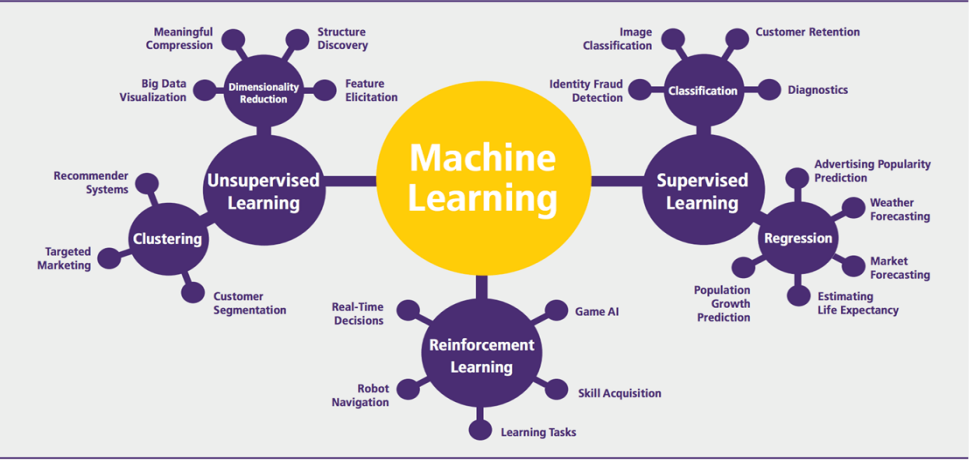 Machine
Learning
Unsupervised
Learning
Dimensionality
Reduction
Meaningful
Compression
Structure
Discovery
Big Data
Visualization
Feature
Elicitation
Clustering
Recommender
Systems
Targeted
Marketing
Customer
Segmentation
Supervised
Learning
Classification
Image
Classification
Customer Retention
Identity Fraud
Detection
Diagnostics
Regression
Advertising Popularity
Prediction
Weather
Forecasting
Market
Forecasting
Population
Growth
Prediction
Estimating
Life Expectancy
Reinforcement
Learning
Real-Time
Decisions
Game AI
Robot
Navigation
Skill Acquisition
Learning Tasks